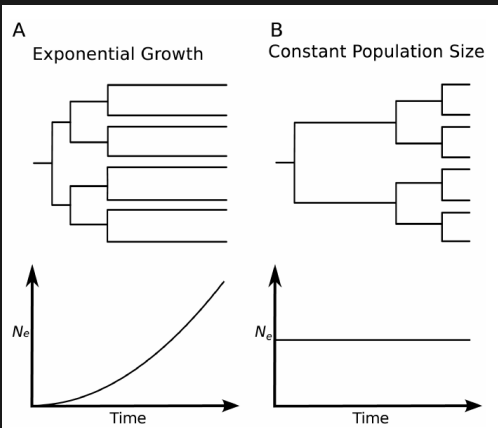 A
Exponential Growth
B
Constant Population Size
Ne
Time
Ne
Time